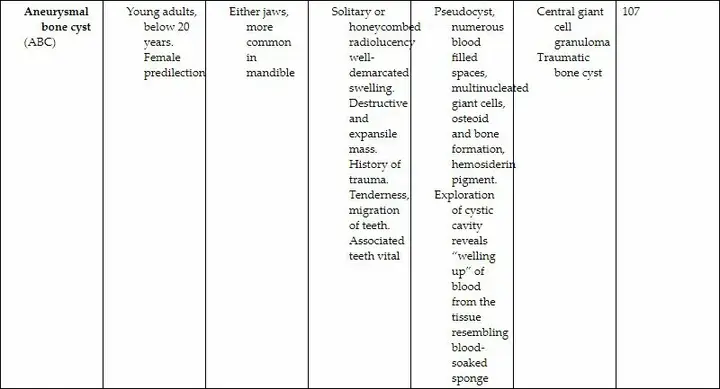 Aneurysmal
bone cyst
(ABC)
Young adults,
below 20
years.
Female
predilection
Either jaws,
more
common
in
mandible
Solitary or
honeycombed
radiolucency
well-
demarcated
swelling.
Destructive
and
expansile
mass.
History of
trauma.
Tenderness,
migration
of teeth.
Associated
teeth vital
Pseudocyst,
numerous
blood
filled
spaces,
multinucleated
giant cells,
osteoid
and bone
formation,
hemosiderin
pigment.
Exploration
of cystic
cavity
reveals
“welling
up” of
blood
from the
tissue
resembling
blood-
soaked
sponge
Central giant
cell
granuloma
Traumatic
bone cyst
107